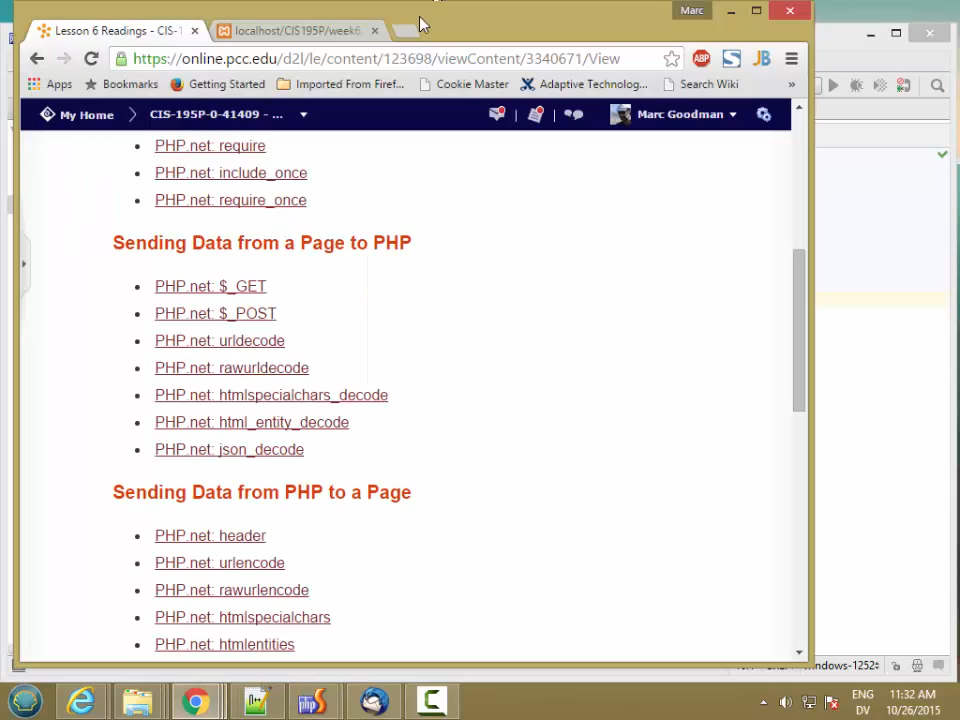 Marc
Lesson 6 Readings - CIS-1
localhost/CIS195P/week6
https://online.pcc.edu/d2l/le/content/123698/viewContent/3340671/View
Apps
Bookmarks
Getting Started
Imported From Firef...
Cookie Master
Adaptive Technolog...
Search Wiki
»
My Home
CIS-195P-0-41409 - ...
Marc Goodman
• PHP.net: require
• PHP.net: include_once
• PHP.net: require_once
Sending Data from a Page to PHP
• PHP.net: $_GET
• PHP.net: $_POST
• PHP.net: urldecode
• PHP.net: rawurldecode
• PHP.net: htmlspecialchars_decode
• PHP.net: html_entity_decode
• PHP.net: json_decode
Sending Data from PHP to a Page
• PHP.net: header
• PHP.net: urlencode
• PHP.net: rawurlencode
• PHP.net: htmlspecialchars
• PHP.net: htmlentities
windows-1252
ENG
DV
11:32 AM
10/26/2015